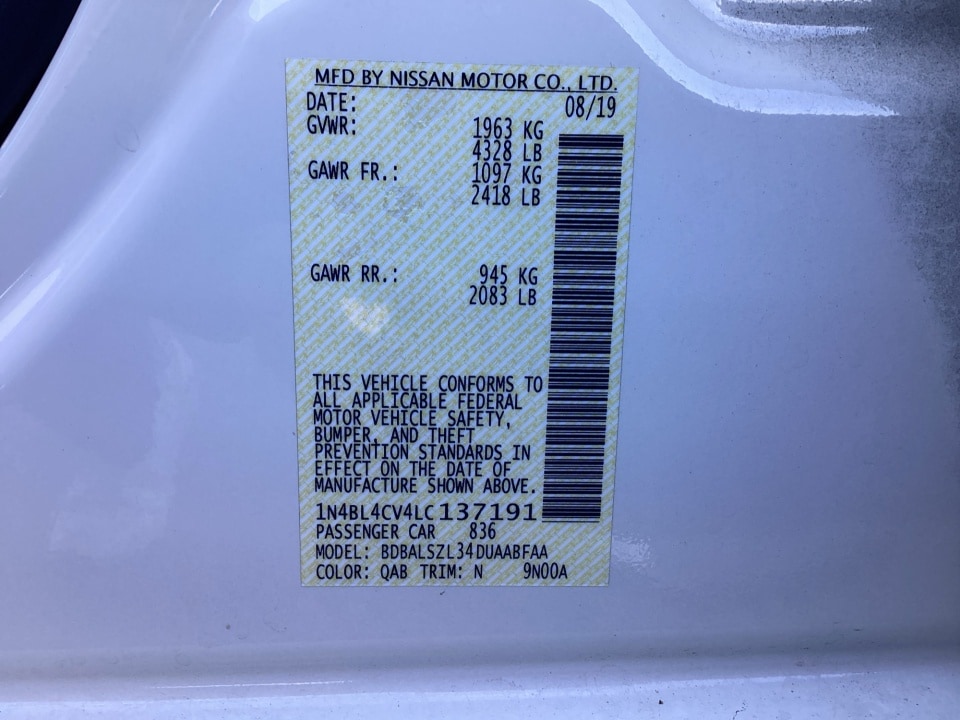 MFD BY NISSAN MOTOR CO., LTD.
DATE: 08/19
GVWR: 1963 KG
4328 LB
GAWR FR.: 1097 KG
2418 LB
GAWR RR.: 945 KG
2083 LB
THIS VEHICLE CONFORMS TO
ALL APPLICABLE FEDERAL
MOTOR VEHICLE SAFETY,
BUMPER, AND THEFT
PREVENTION STANDARDS IN
EFFECT ON THE DATE OF
MANUFACTURE SHOWN ABOVE.
1N4BL4CV4LC137191
PASSENGER CAR 836
MODEL: BDBALSZL34DUAABFAA
COLOR: QAB TRIM: N 9N00A